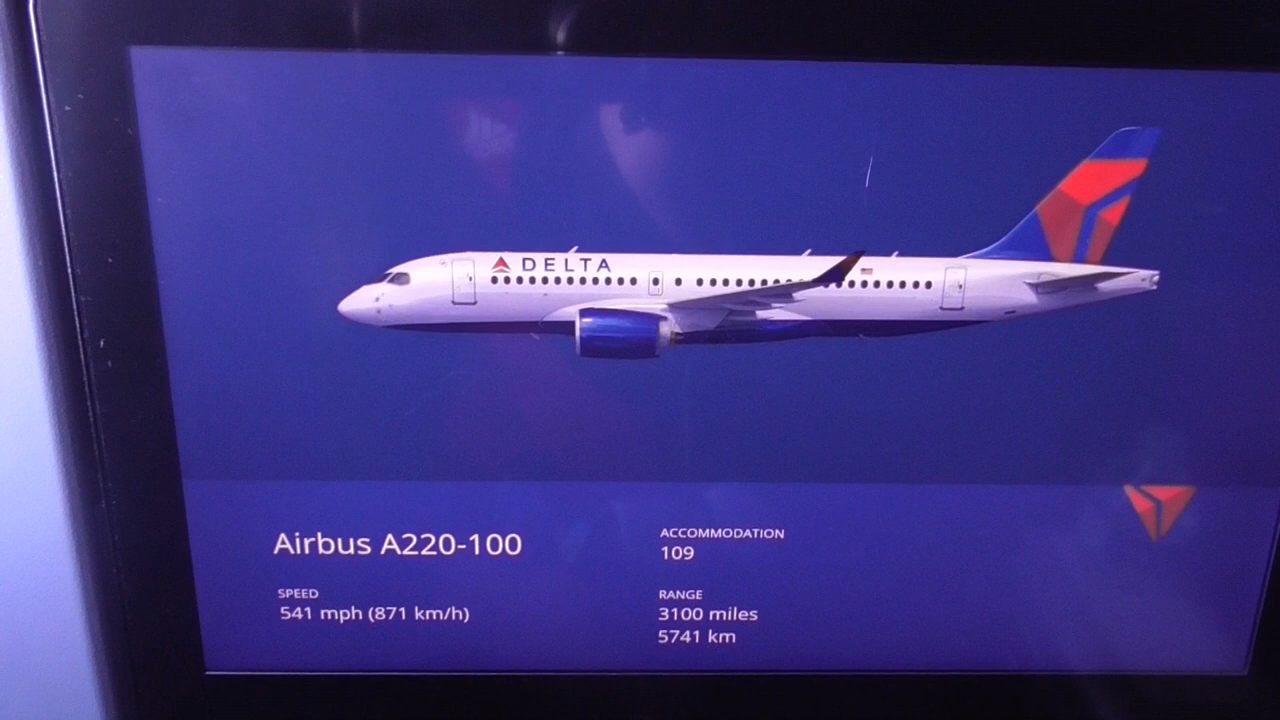 DELTA
Airbus A220-100
SPEED
541 mph (871 km/h)
ACCOMMODATION
109
RANGE
3100 miles
5741 km